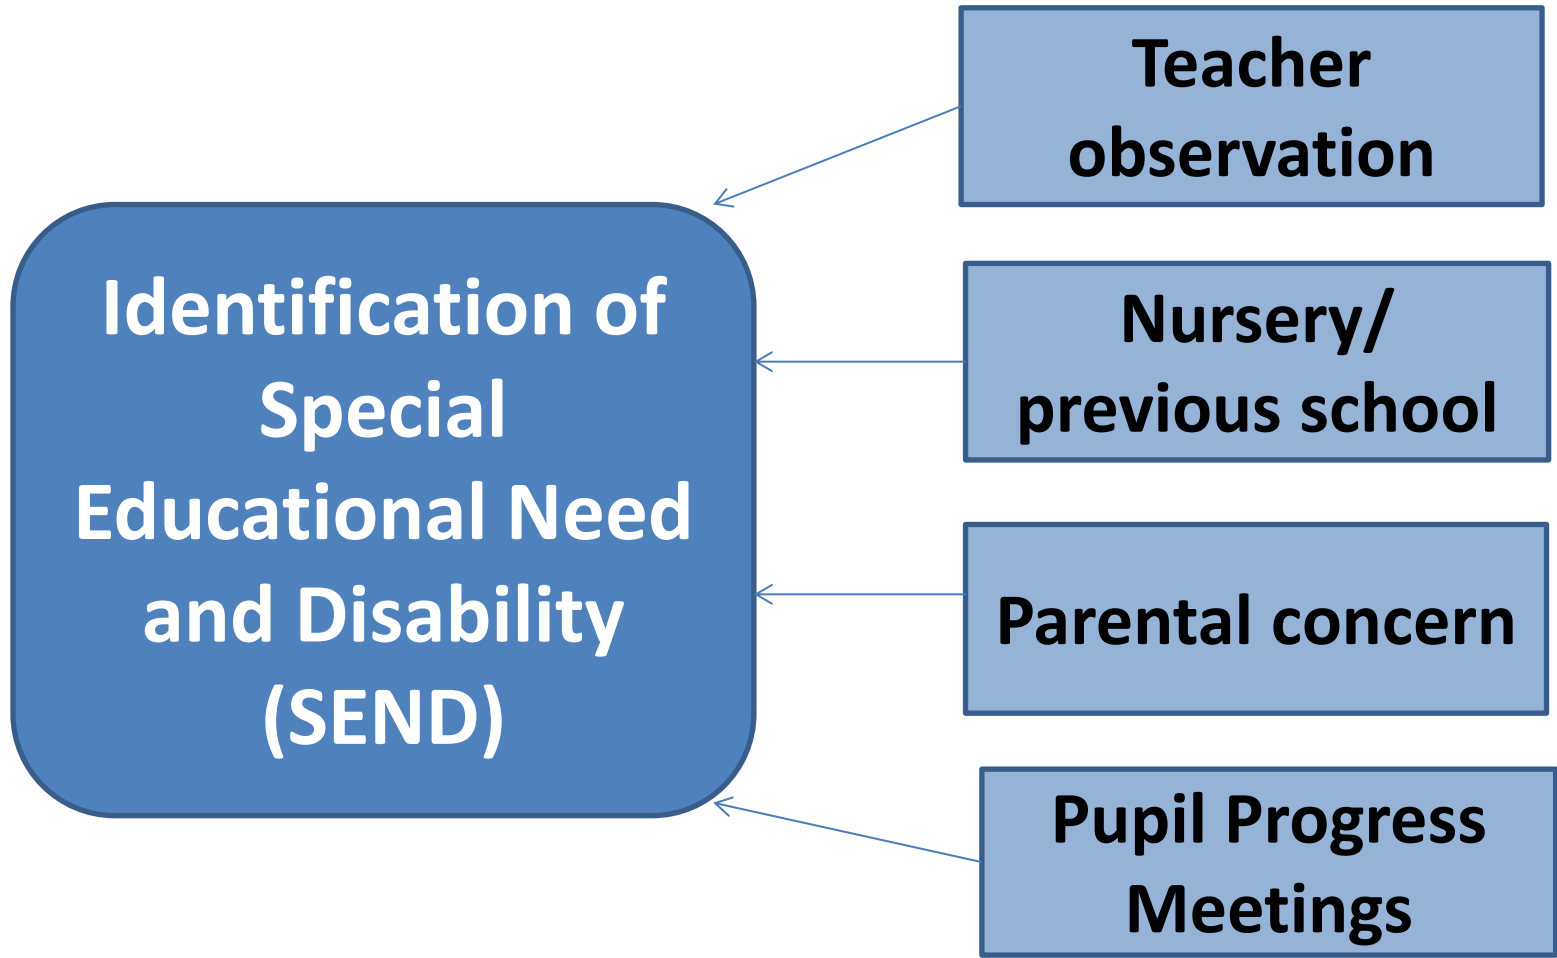 Identification of
Special
Educational Need
and Disability
(SEND)
Teacher
observation
Nursery/
previous school
Parental concern
Pupil Progress
Meetings